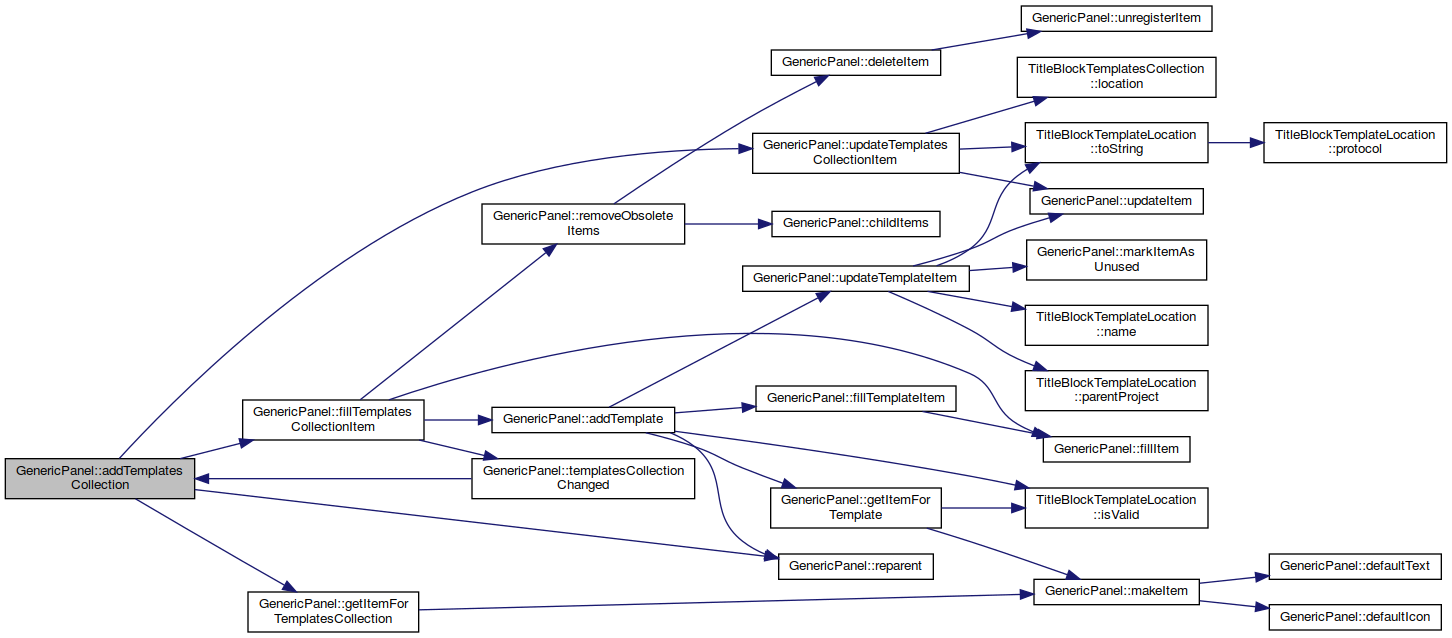 GenericPanel::addTemplates
Collection
GenericPanel::fillTemplates
CollectionItem
GenericPanel::getItemFor
TemplatesCollection
GenericPanel::removeObsolete
Items
GenericPanel::addTemplate
GenericPanel::templatesCollection
Changed
GenericPanel::deleteItem
GenericPanel::updateTemplates
CollectionItem
GenericPanel::childItems
GenericPanel::updateTemplateItem
GenericPanel::fillTemplateItem
GenericPanel::getItemFor
Template
GenericPanel::reparent
GenericPanel::unregisterItem
TitleBlockTemplatesCollection
::location
TitleBlockTemplateLocation
::toString
GenericPanel::updateItem
GenericPanel::markItemAs
Unused
TitleBlockTemplateLocation
::name
TitleBlockTemplateLocation
::parentProject
GenericPanel::fillItem
TitleBlockTemplateLocation
::isValid
GenericPanel::makeItem
TitleBlockTemplateLocation
::protocol
GenericPanel::defaultText
GenericPanel::defaultIcon